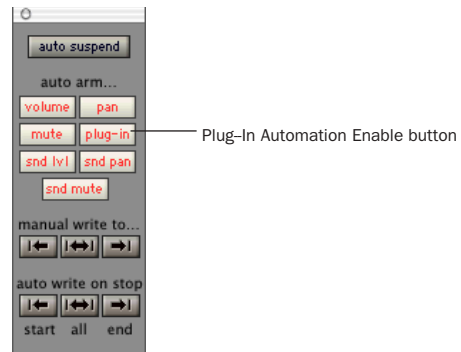 auto suspend
auto arm...
volume pan
mute plug-in
Plug–In Automation Enable button
snd lvl snd pan
snd mute
manual write to...
auto write on stop
start all end